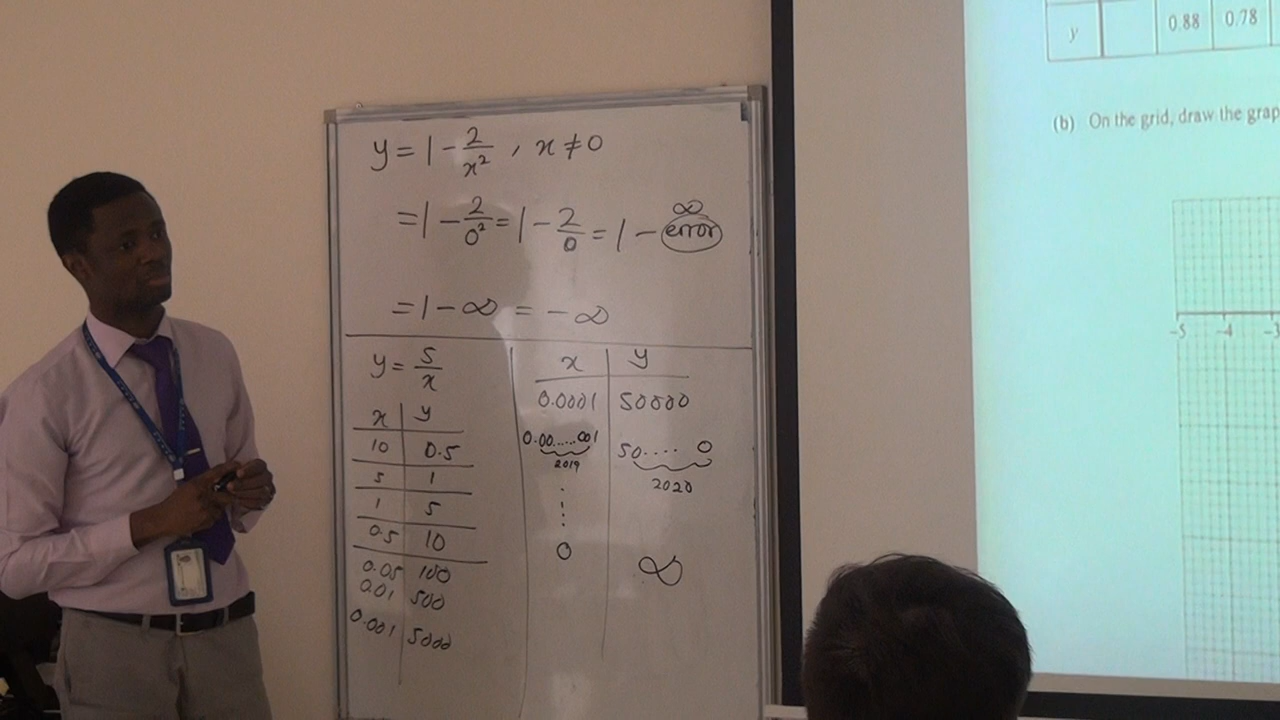 y = 1 - 2/x², x ≠ 0
= 1 - 2/0² = 1 - 2/0 = 1 - error
∞
= 1 - ∞ = -∞
y = 5/x
x | y
10 | 0.5
5 | 1
1 | 5
0.5 | 10
0.05 | 100
0.01 | 500
0.001 | 5000
x | y
0.0001 | 50000
0.00......001 | 50.... 0
2019 | 2020
0 | ∞
y | | 0.88 | 0.78
(b) On the grid, draw the grap
-5 -4